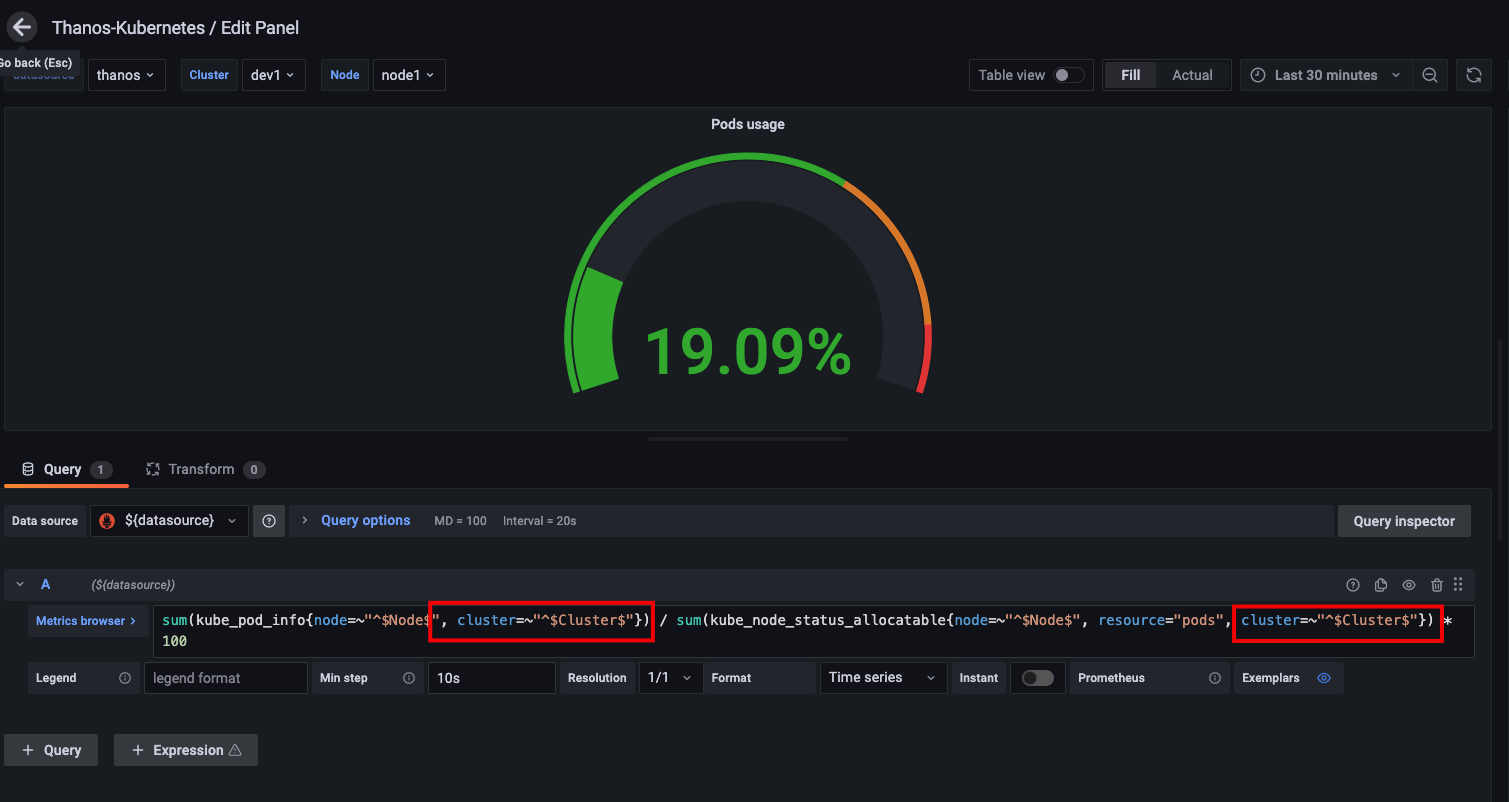 Thanos-Kubernetes / Edit Panel
Go back (Esc)
datasource thanos Cluster dev1 Node node1 Table view Fill Actual Last 30 minutes
Pods usage
19.09%
Query 1 Transform 0
Data source ${datasource} Query options MD = 100 Interval = 20s Query inspector
A (${datasource})
Metrics browser > sum(kube_pod_info{node=~"^$Node$", cluster=~"^$Cluster$"}) / sum(kube_node_status_allocatable{node=~"^$Node$", resource="pods", cluster=~"^$Cluster$"}) *
100
Legend legend format Min step 10s Resolution 1/1 Format Time series Instant Prometheus Exemplars
+ Query + Expression